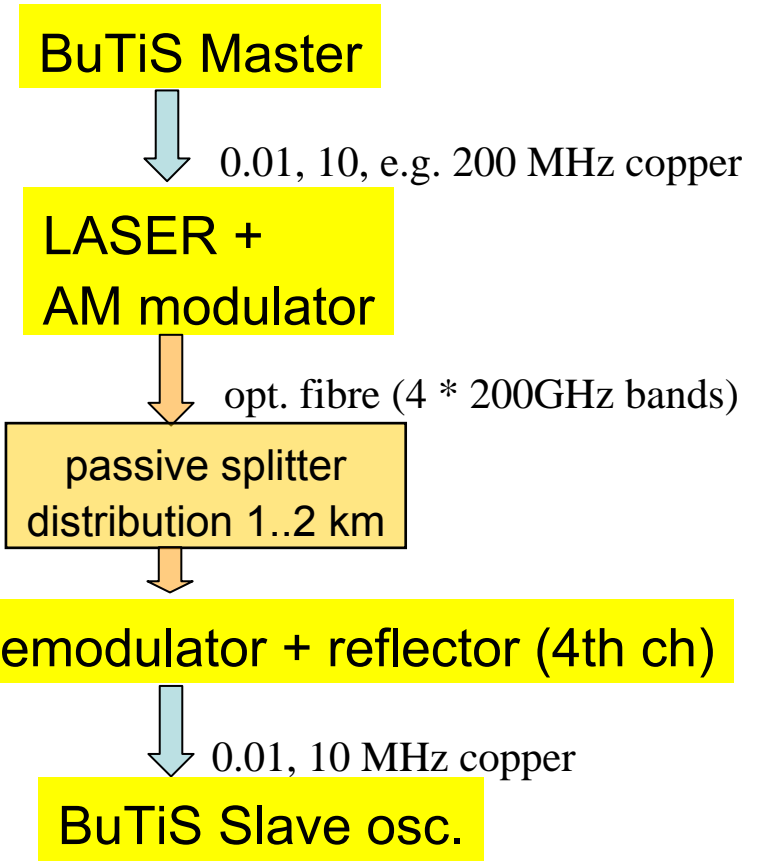 BuTiS Master
0.01, 10, e.g. 200 MHz copper
LASER +
AM modulator
opt. fibre (4 * 200GHz bands)
passive splitter
distribution 1..2 km
emodulator + reflector (4th ch)
0.01, 10 MHz copper
BuTiS Slave osc.